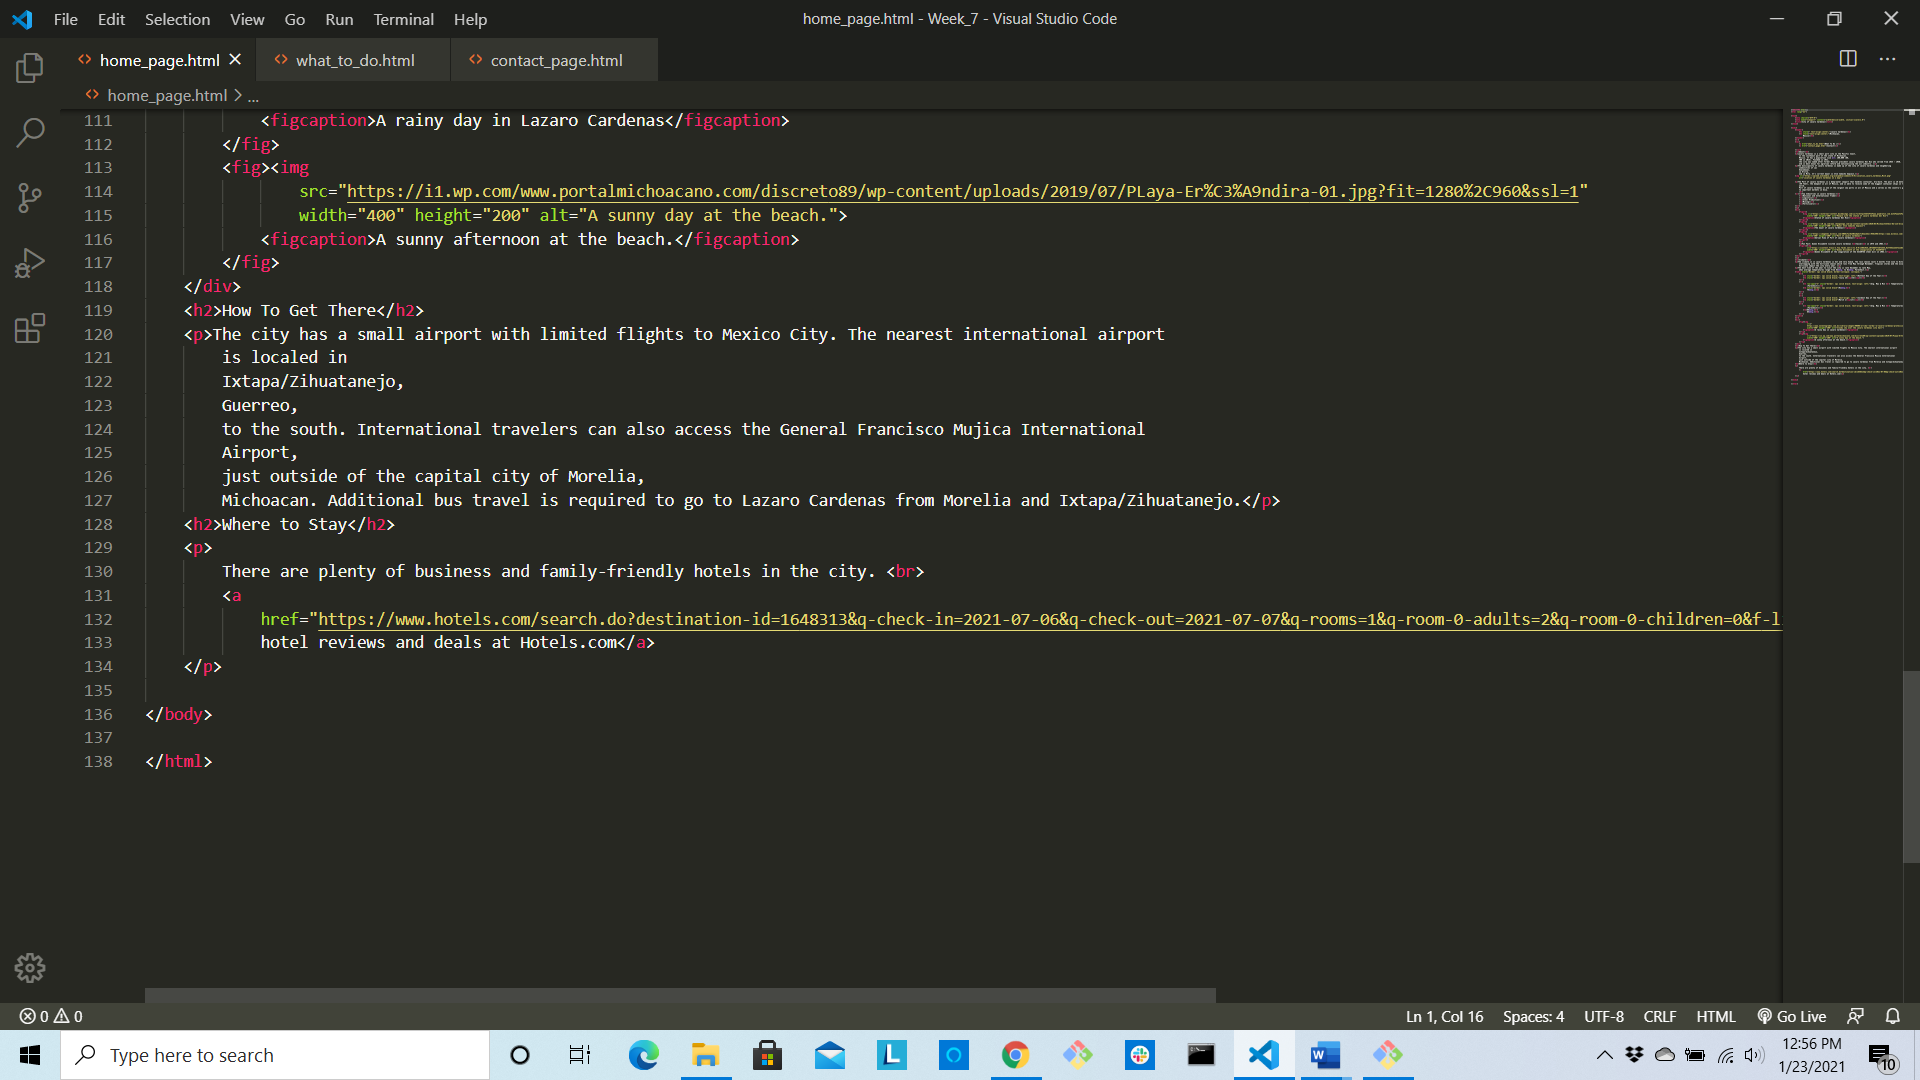 File Edit Selection View Go Run Terminal Help home_page.html - Week_7 - Visual Studio Code
home_page.html what_to_do.html contact_page.html
home_page.html > ...
111 <figcaption>A rainy day in Lazaro Cardenas</figcaption>
112 </fig>
113 <fig><img
114 src="https://i1.wp.com/www.portalmichoacano.com/discreto89/wp-content/uploads/2019/07/PLaya-Er%C3%A9ndira-01.jpg?fit=1280%2C960&ssl=1"
115 width="400" height="200" alt="A sunny day at the beach.">
116 <figcaption>A sunny afternoon at the beach.</figcaption>
117 </fig>
118 </div>
119 <h2>How To Get There</h2>
120 <p>The city has a small airport with limited flights to Mexico City. The nearest international airport
121 is localed in
122 Ixtapa/Zihuatanejo,
123 Guerreo,
124 to the south. International travelers can also access the General Francisco Mujica International
125 Airport,
126 just outside of the capital city of Morelia,
127 Michoacan. Additional bus travel is required to go to Lazaro Cardenas from Morelia and Ixtapa/Zihuatanejo.</p>
128 <h2>Where to Stay</h2>
129 <p>
130 There are plenty of business and family-friendly hotels in the city. <br>
131 <a
132 href="https://www.hotels.com/search.do?destination-id=1648313&q-check-in=2021-07-06&q-check-out=2021-07-07&q-rooms=1&q-room-0-adults=2&q-room-0-children=0&f-l
133 hotel reviews and deals at Hotels.com</a>
134 </p>
135
136 </body>
137
138 </html>
0 0 Ln 1, Col 16 Spaces: 4 UTF-8 CRLF HTML Go Live
Type here to search
12:56 PM
1/23/2021
10